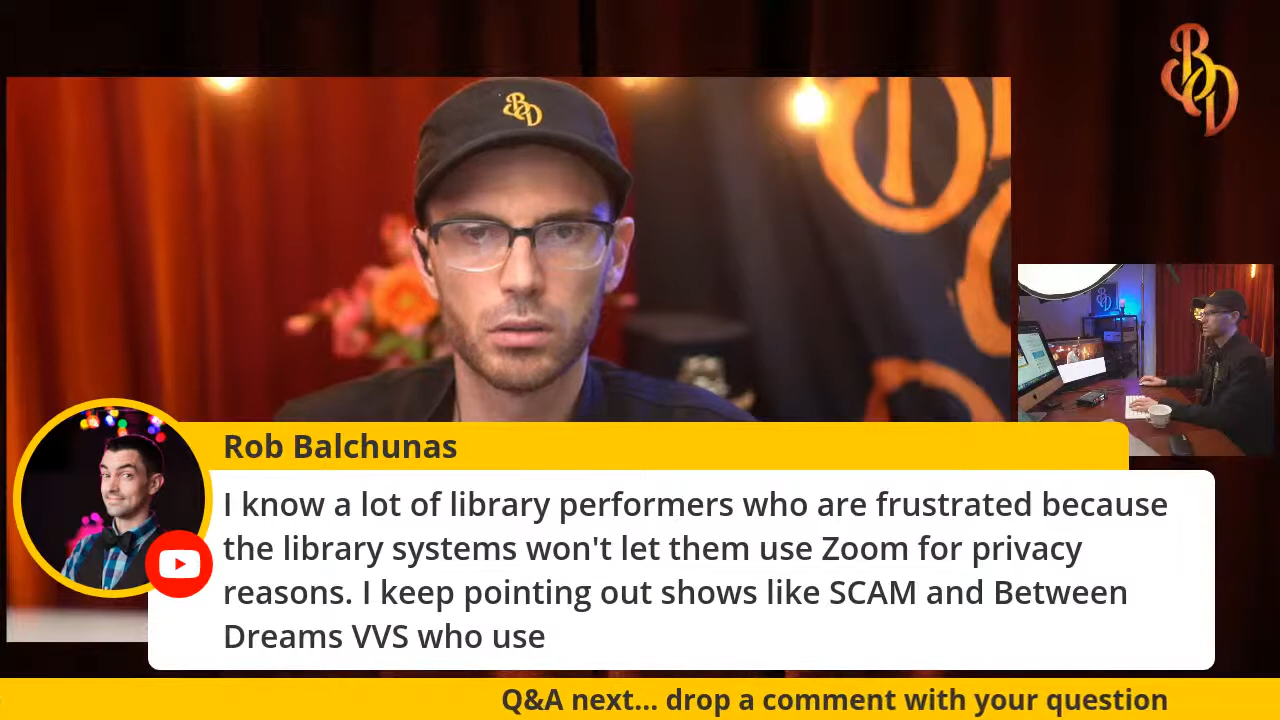 BD
BD
Rob Balchunas
I know a lot of library performers who are frustrated because
the library systems won't let them use Zoom for privacy
reasons. I keep pointing out shows like SCAM and Between
Dreams VVS who use
Q&A next... drop a comment with your question